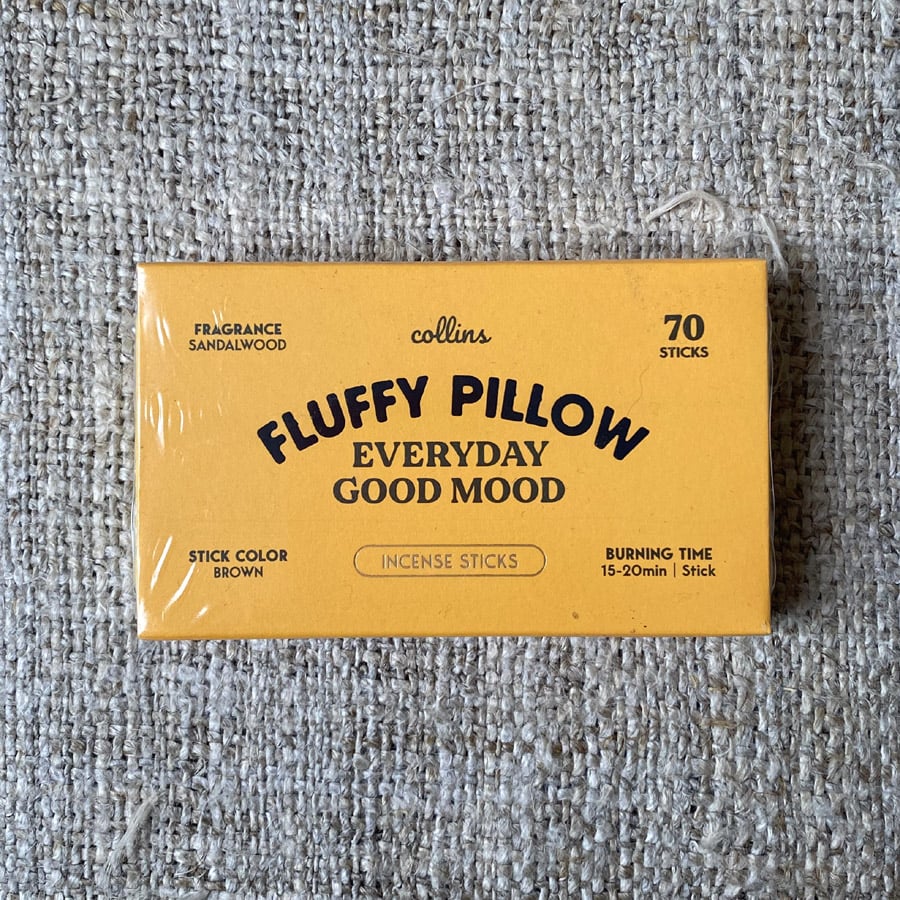 FRAGRANCE
SANDALWOOD
collins
70
STICKS
FLUFFY PILLOW
EVERYDAY
GOOD MOOD
STICK COLOR
BROWN
INCENSE STICKS
BURNING TIME
15-20min | Stick